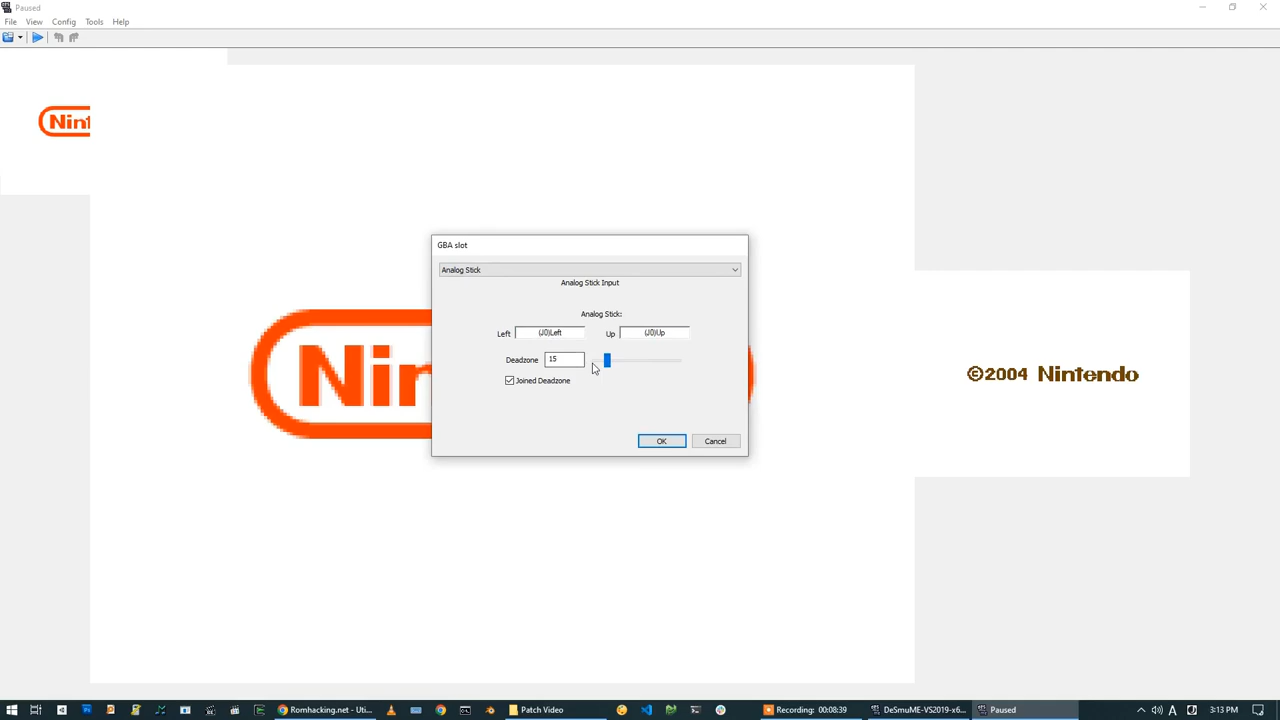 Paused
File View Config Tools Help
Nint
Nin
©2004 Nintendo
GBA slot
Analog Stick
Analog Stick Input
Analog Stick:
Left (J0)Left Up (J0)Up
Deadzone 15
Joined Deadzone
OK Cancel
Romhacking.net - Uti...
Patch Video
Recording: 00:08:39
DeSmuME-VS2019-x6...
Paused
A
3:13 PM